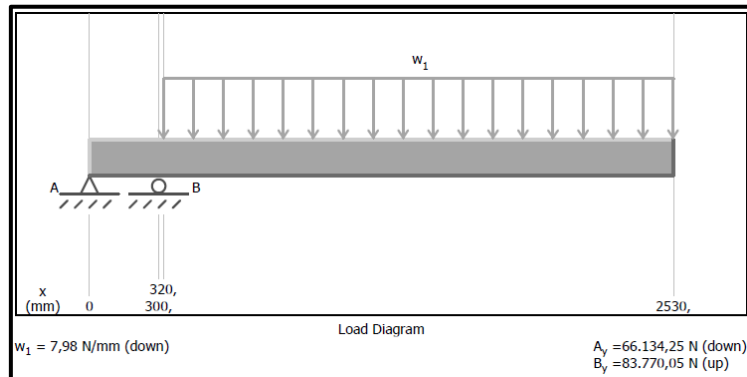 w1
A B
x 320,
(mm) 0 300, 2530,
Load Diagram
w1 = 7,98 N/mm (down)
Ay =66.134,25 N (down)
By =83.770,05 N (up)